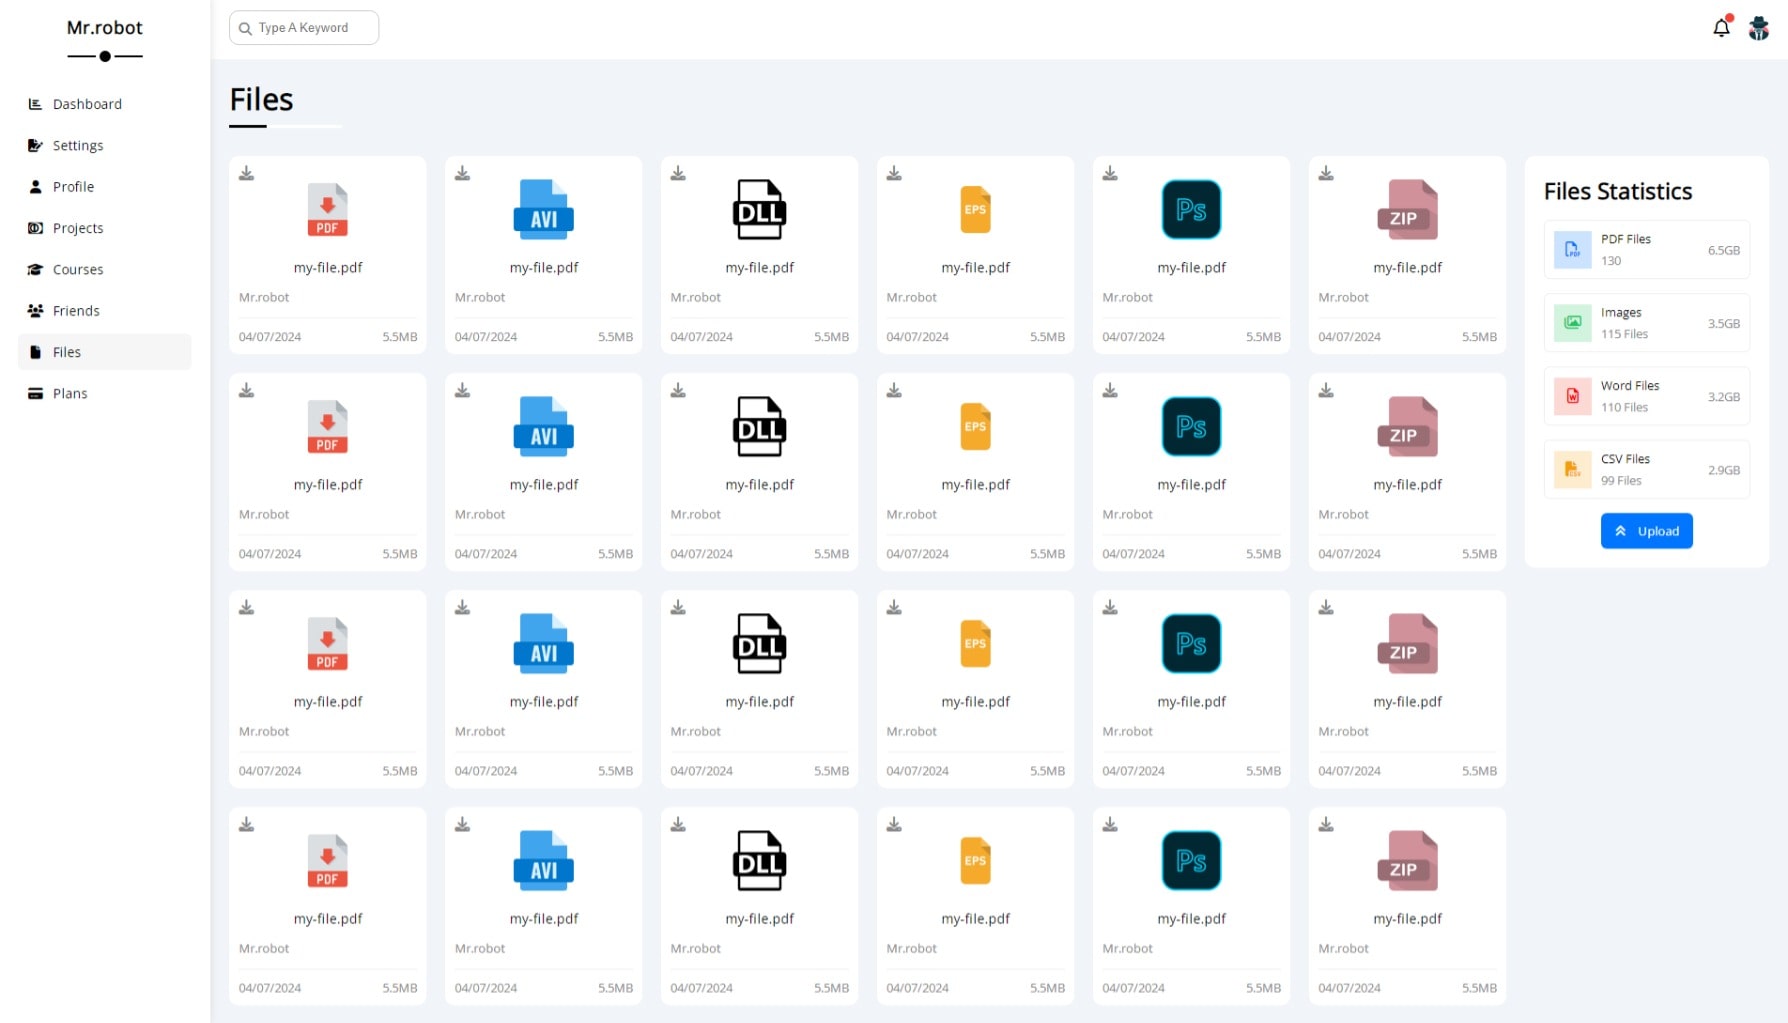 Mr.robot
Type A Keyword
Dashboard
Settings
Profile
Projects
Courses
Friends
Files
Plans
Files
PDF
my-file.pdf
Mr.robot
04/07/2024 5.5MB
AVI
my-file.pdf
Mr.robot
04/07/2024 5.5MB
DLL
my-file.pdf
Mr.robot
04/07/2024 5.5MB
EPS
my-file.pdf
Mr.robot
04/07/2024 5.5MB
Ps
my-file.pdf
Mr.robot
04/07/2024 5.5MB
ZIP
my-file.pdf
Mr.robot
04/07/2024 5.5MB
PDF
my-file.pdf
Mr.robot
04/07/2024 5.5MB
AVI
my-file.pdf
Mr.robot
04/07/2024 5.5MB
DLL
my-file.pdf
Mr.robot
04/07/2024 5.5MB
EPS
my-file.pdf
Mr.robot
04/07/2024 5.5MB
Ps
my-file.pdf
Mr.robot
04/07/2024 5.5MB
ZIP
my-file.pdf
Mr.robot
04/07/2024 5.5MB
PDF
my-file.pdf
Mr.robot
04/07/2024 5.5MB
AVI
my-file.pdf
Mr.robot
04/07/2024 5.5MB
DLL
my-file.pdf
Mr.robot
04/07/2024 5.5MB
EPS
my-file.pdf
Mr.robot
04/07/2024 5.5MB
Ps
my-file.pdf
Mr.robot
04/07/2024 5.5MB
ZIP
my-file.pdf
Mr.robot
04/07/2024 5.5MB
PDF
my-file.pdf
Mr.robot
04/07/2024 5.5MB
AVI
my-file.pdf
Mr.robot
04/07/2024 5.5MB
DLL
my-file.pdf
Mr.robot
04/07/2024 5.5MB
EPS
my-file.pdf
Mr.robot
04/07/2024 5.5MB
Ps
my-file.pdf
Mr.robot
04/07/2024 5.5MB
ZIP
my-file.pdf
Mr.robot
04/07/2024 5.5MB
Files Statistics
PDF
PDF Files
130
6.5GB
Images
115 Files
3.5GB
W
Word Files
110 Files
3.2GB
CSV
CSV Files
99 Files
2.9GB
Upload